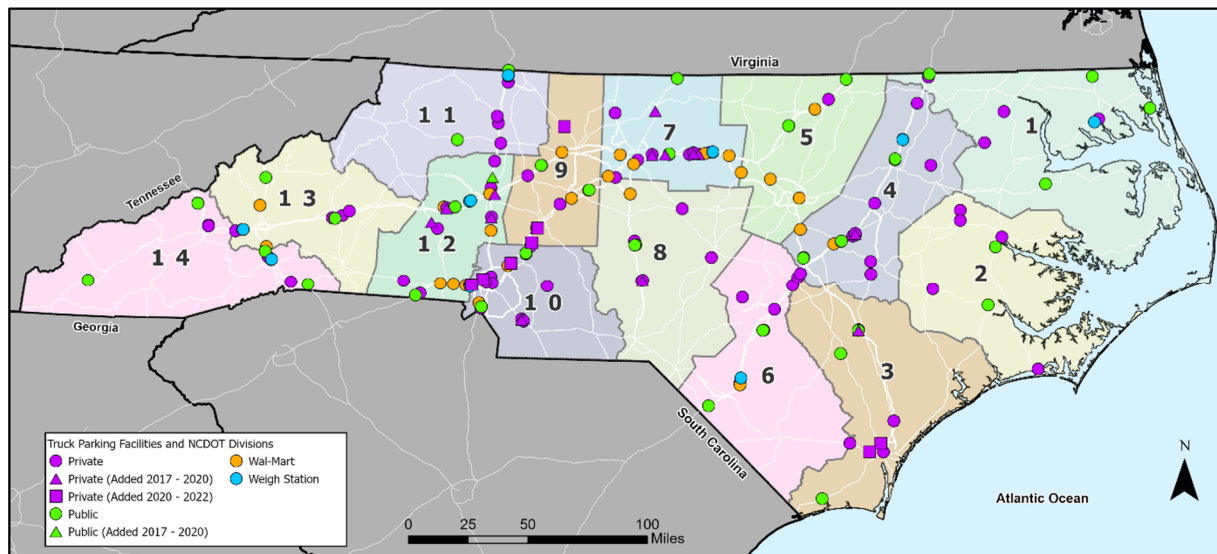 Virginia
1 1
7
5
1
9
4
Tennessee
1 3
1 2
1 4
8
2
Georgia
1 0
6
3
South Carolina
Truck Parking Facilities and NCDOT Divisions
Private
Wal-Mart
Private (Added 2017 - 2020)
Weigh Station
Private (Added 2020 - 2022)
Public
Public (Added 2017 - 2020)
N
Atlantic Ocean
0 50 100
Miles